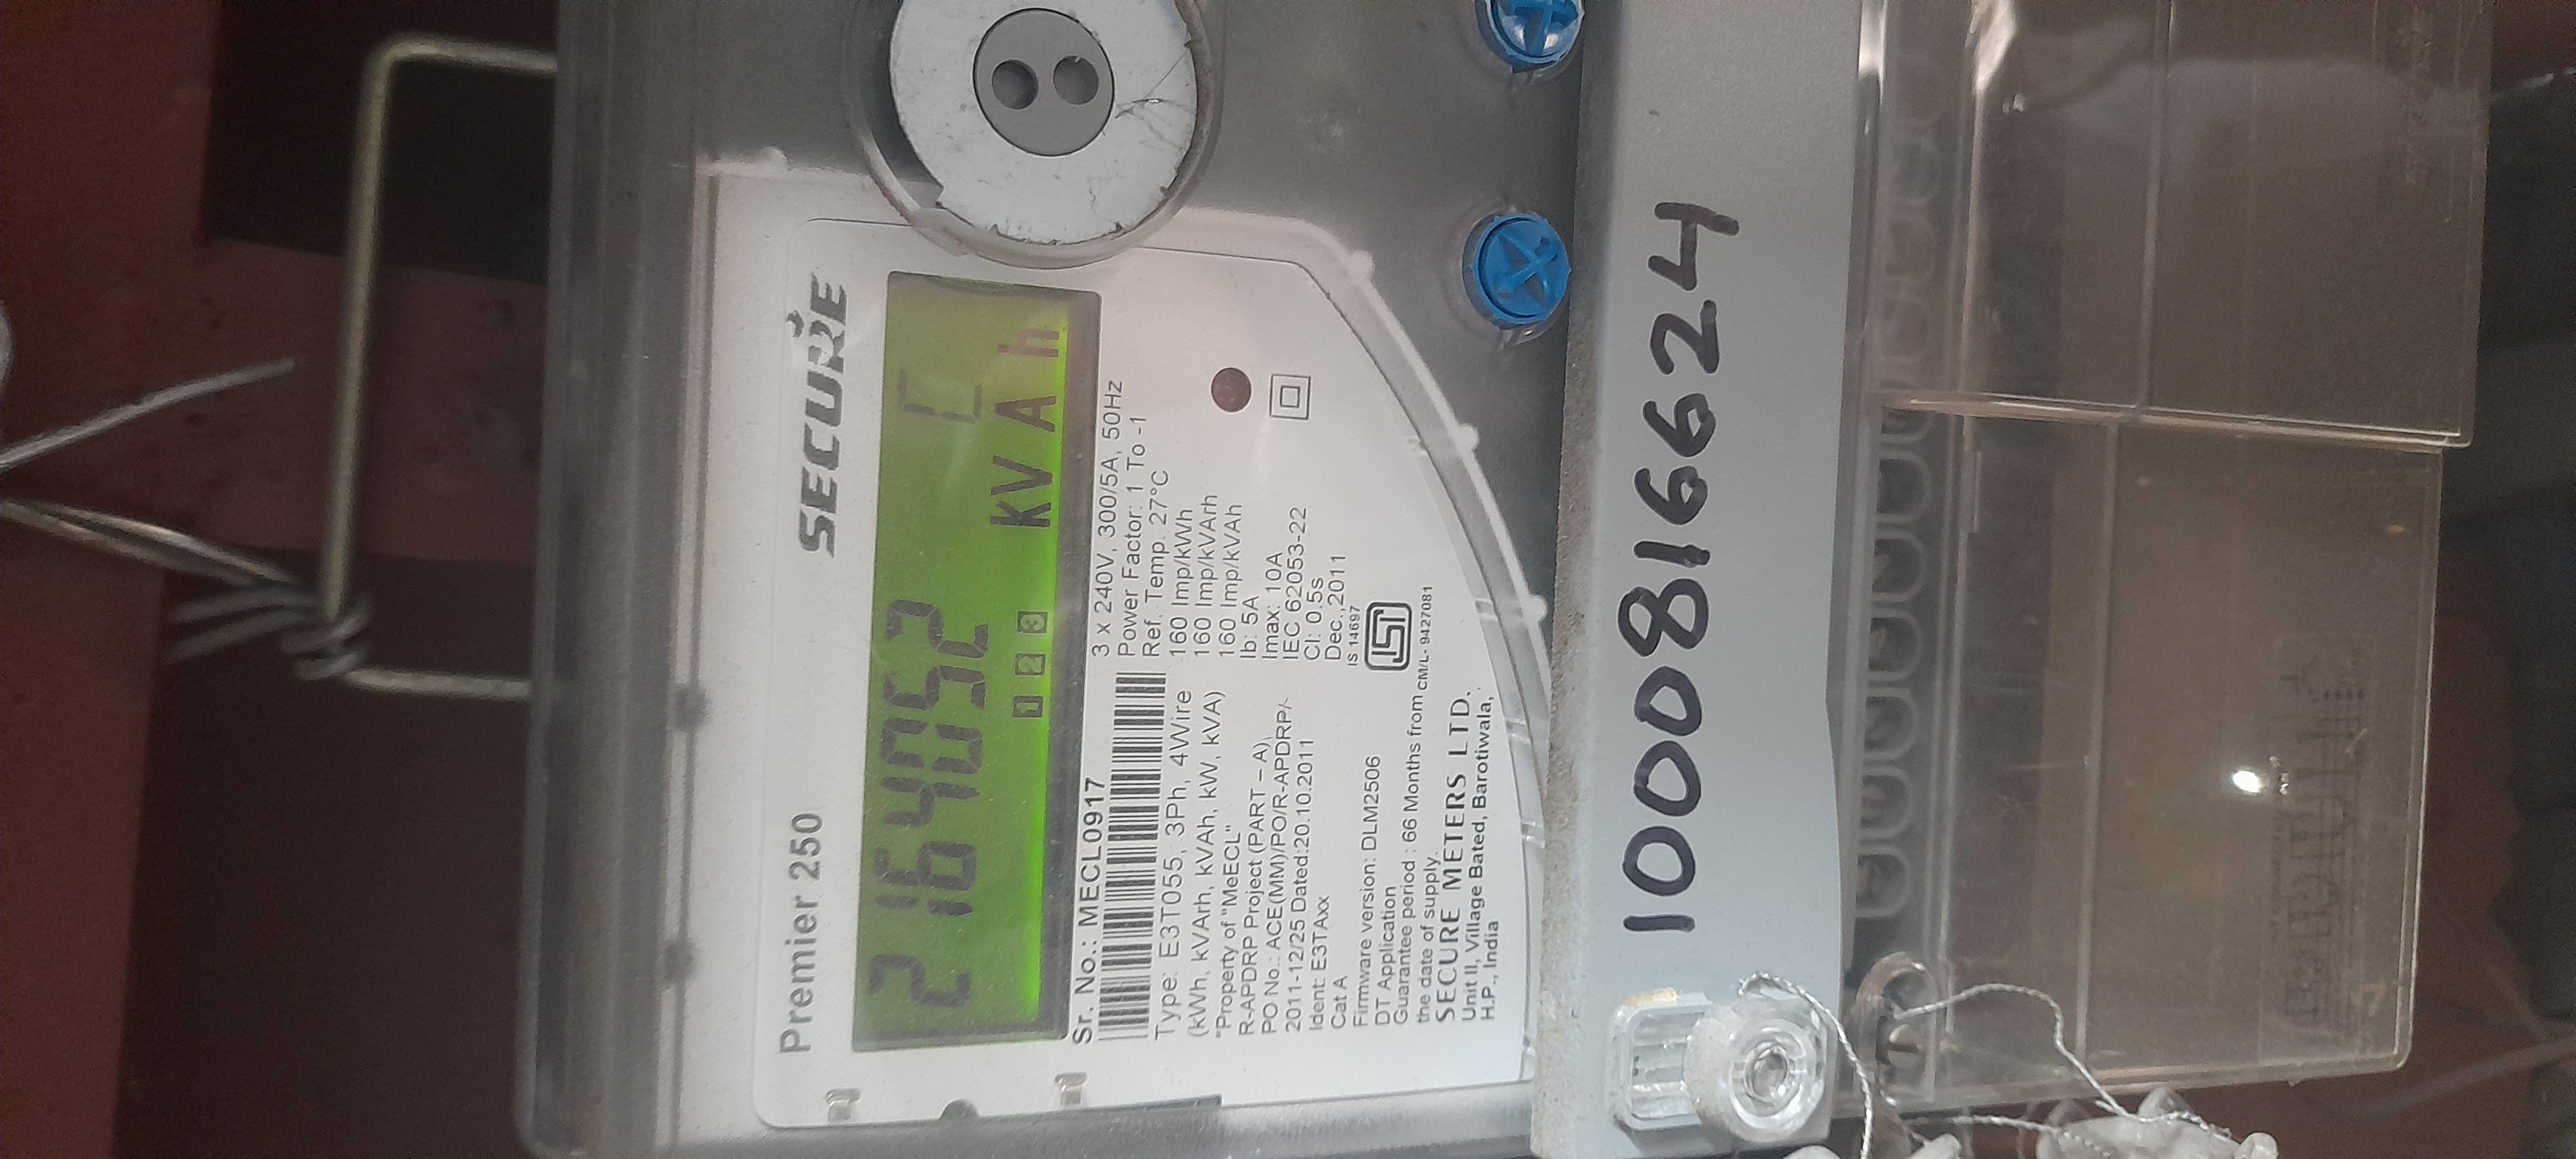 Premier 250
SECURE
2164052 C
1 2 3 kVAh
Sr. No.: MECL0917
Type: E3T055, 3Ph, 4Wire
(kWh, kVArh, kVAh, kW, kVA)
"Property of "MeECL"
R-APDRP Project (PART – A)
PO No.: ACE(MM)/PO/R-APDRP/-
2011-12/25 Dated:20.10.2011
Ident: E3TAxx
Cat A
Firmware version: DLM2506
DT Application
Guarantee period : 66 Months from
the date of supply.
SECURE METERS LTD.
Unit II, Village Bated, Barotiwala,
H.P., India
3 x 240V, 300/5A, 50Hz
Power Factor: 1 To -1
Ref. Temp. 27°C
160 Imp/kWh
160 Imp/kVArh
160 Imp/kVAh
Ib: 5A
Imax: 10A
IEC 62053-22
Cl: 0.5s
Dec.,2011
IS 14697
CM/L- 9427081
100816624